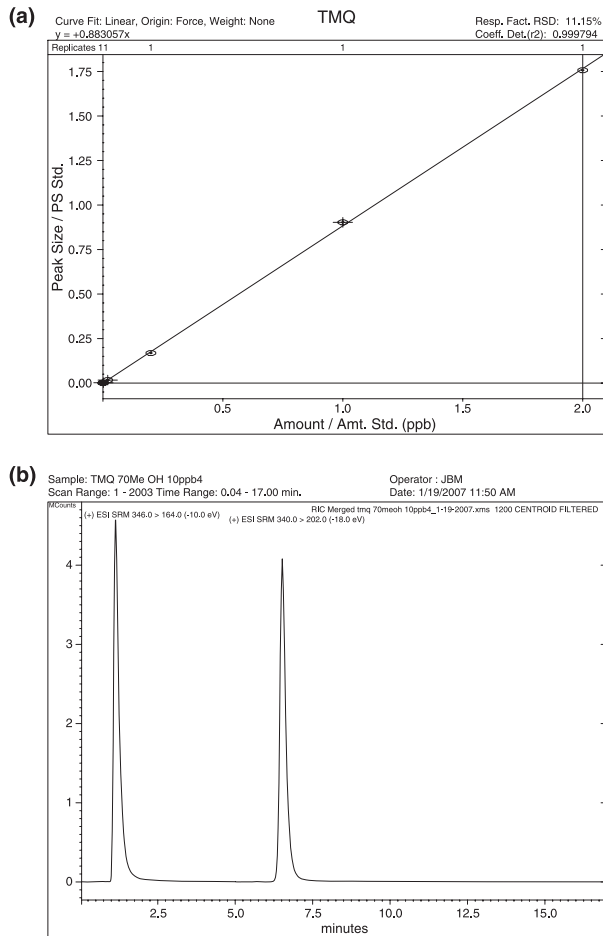 (a)
Curve Fit: Linear, Origin: Force, Weight: None
TMQ
Resp. Fact. RSD: 11.15%
y = +0.883057x
Coeff. Det.(r2): 0.999794
Replicates 11 1 1 1
1.75
1.50
1.25
1.00
0.75
0.50
0.25
0.00
Peak Size / PS Std.
0.5 1.0 1.5 2.0
Amount / Amt. Std. (ppb)
(b)
Sample: TMQ 70Me OH 10ppb4
Operator : JBM
Scan Range: 1 - 2003 Time Range: 0.04 - 17.00 min.
Date: 1/19/2007 11:50 AM
MCounts
RIC Merged tmq 70meoh 10ppb4_1-19-2007.xms 1200 CENTROID FILTERED
(+) ESI SRM 346.0 > 164.0 (-10.0 eV)
(+) ESI SRM 340.0 > 202.0 (-18.0 eV)
4
3
2
1
0
2.5 5.0 7.5 10.0 12.5 15.0
minutes